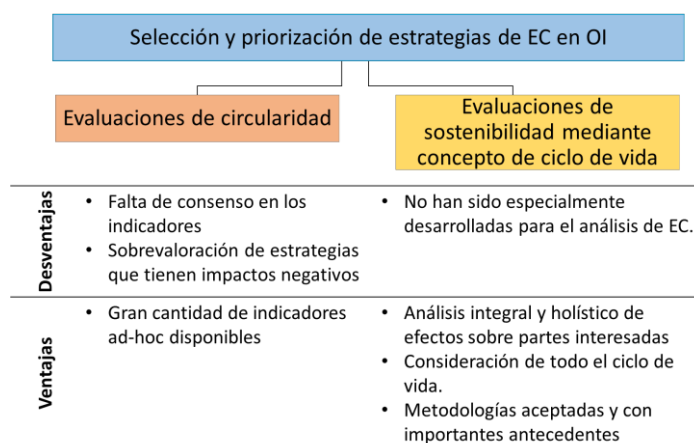 Selección y priorización de estrategias de EC en OI
Evaluaciones de circularidad
Evaluaciones de
sostenibilidad mediante
concepto de ciclo de vida
Desventajas
• Falta de consenso en los
indicadores
• Sobrevaloración de estrategias
que tienen impactos negativos
• No han sido especialmente
desarrolladas para el análisis de EC.
Ventajas
• Gran cantidad de indicadores
ad-hoc disponibles
• Análisis integral y holístico de
efectos sobre partes interesadas
• Consideración de todo el ciclo de
vida.
• Metodologías aceptadas y con
importantes antecedentes